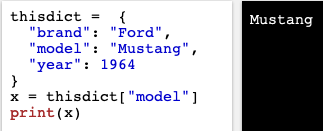 thisdict =  {
  "brand": "Ford",
  "model": "Mustang",
  "year": 1964
}
x = thisdict["model"]
print(x)
Mustang